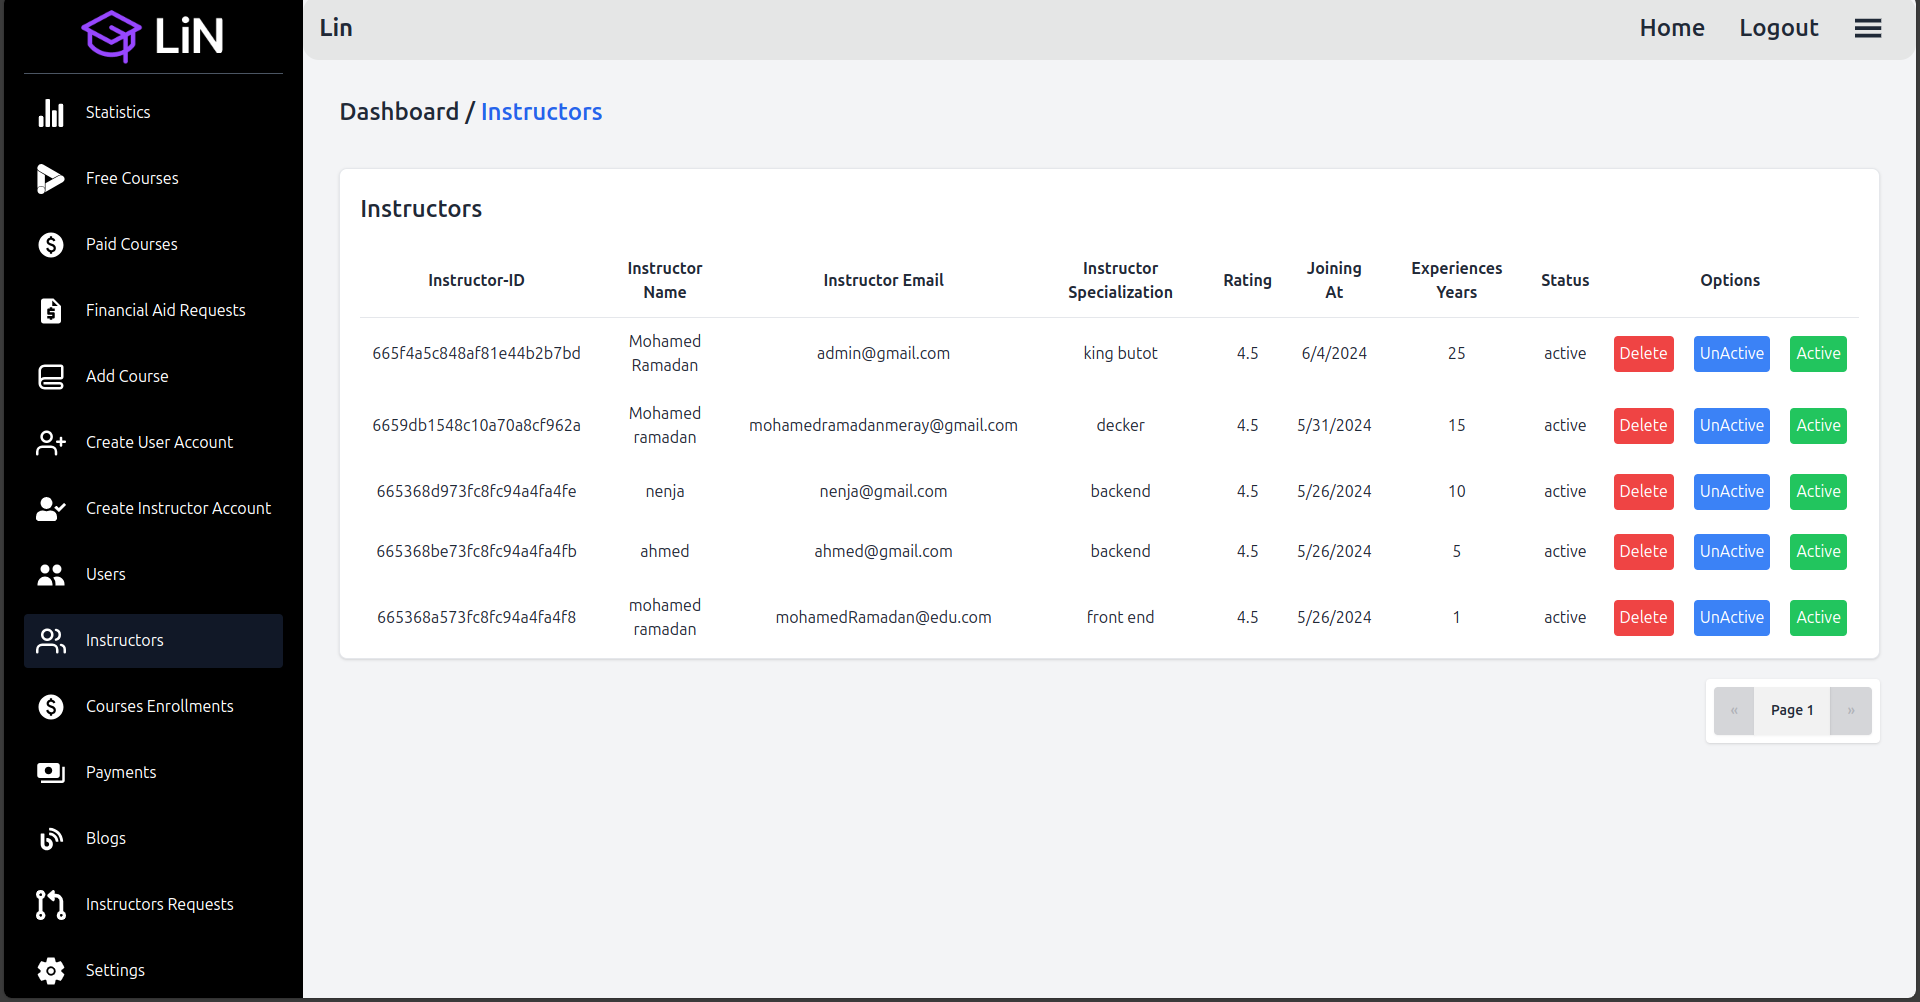 LiN
Statistics
Free Courses
Paid Courses
Financial Aid Requests
Add Course
Create User Account
Create Instructor Account
Users
Instructors
Courses Enrollments
Payments
Blogs
Instructors Requests
Settings
Lin Home Logout
Dashboard / Instructors
Instructors
Instructor-ID Instructor Name Instructor Email Instructor Specialization Rating Joining At Experiences Years Status Options
665f4a5c848af81e44b2b7bd Mohamed Ramadan admin@gmail.com king butot 4.5 6/4/2024 25 active Delete UnActive Active
6659db1548c10a70a8cf962a Mohamed ramadan mohamedramadanmeray@gmail.com decker 4.5 5/31/2024 15 active Delete UnActive Active
665368d973fc8fc94a4fa4fe nenja nenja@gmail.com backend 4.5 5/26/2024 10 active Delete UnActive Active
665368be73fc8fc94a4fa4fb ahmed ahmed@gmail.com backend 4.5 5/26/2024 5 active Delete UnActive Active
665368a573fc8fc94a4fa4f8 mohamed ramadan mohamedRamadan@edu.com front end 4.5 5/26/2024 1 active Delete UnActive Active
« Page 1 »